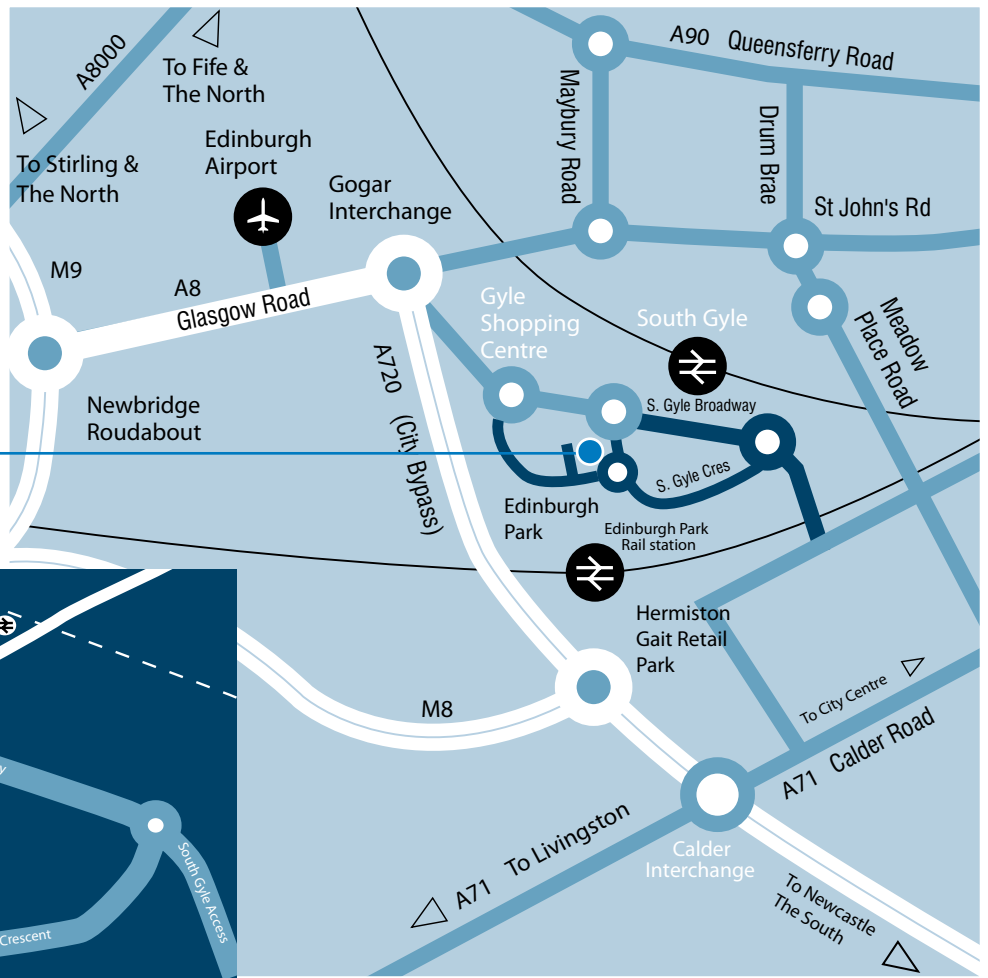 A8000
To Fife &
The North
To Stirling &
The North
Edinburgh
Airport
Gogar
Interchange
A90 Queensferry Road
Maybury Road
Drum Brae
St John's Rd
M9
A8
Glasgow Road
Gyle
Shopping
Centre
South Gyle
Meadow
Place Road
A720 (City Bypass)
Newbridge
Roudabout
S. Gyle Broadway
S. Gyle Cres
Edinburgh
Park
Edinburgh Park
Rail station
Hermiston
Gait Retail
Park
M8
To City Centre
A71 Calder Road
A71 To Livingston
Calder
Interchange
To Newcastle
The South
South Gyle Access
Crescent